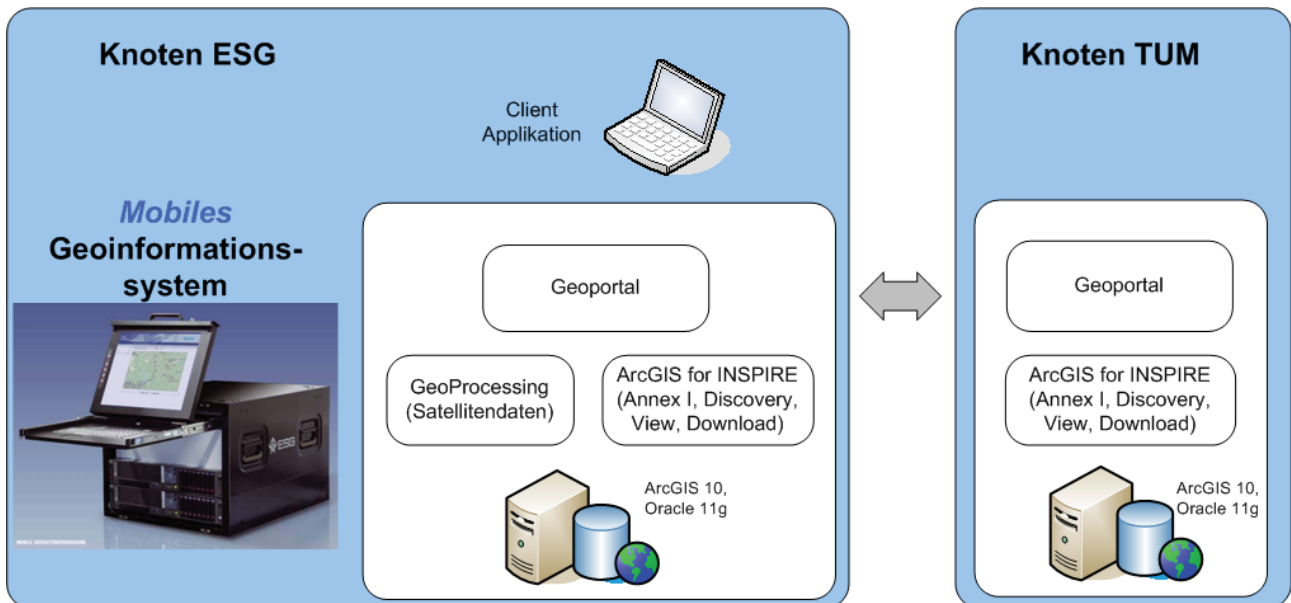 Knoten ESG
Client
Applikation
Mobiles
Geoinformations-
system
ESG
Geoportal
GeoProcessing
(Satellitendaten)
ArcGIS for INSPIRE
(Annex I, Discovery,
View, Download)
ArcGIS 10,
Oracle 11g
Knoten TUM
Geoportal
ArcGIS for INSPIRE
(Annex I, Discovery,
View, Download)
ArcGIS 10,
Oracle 11g